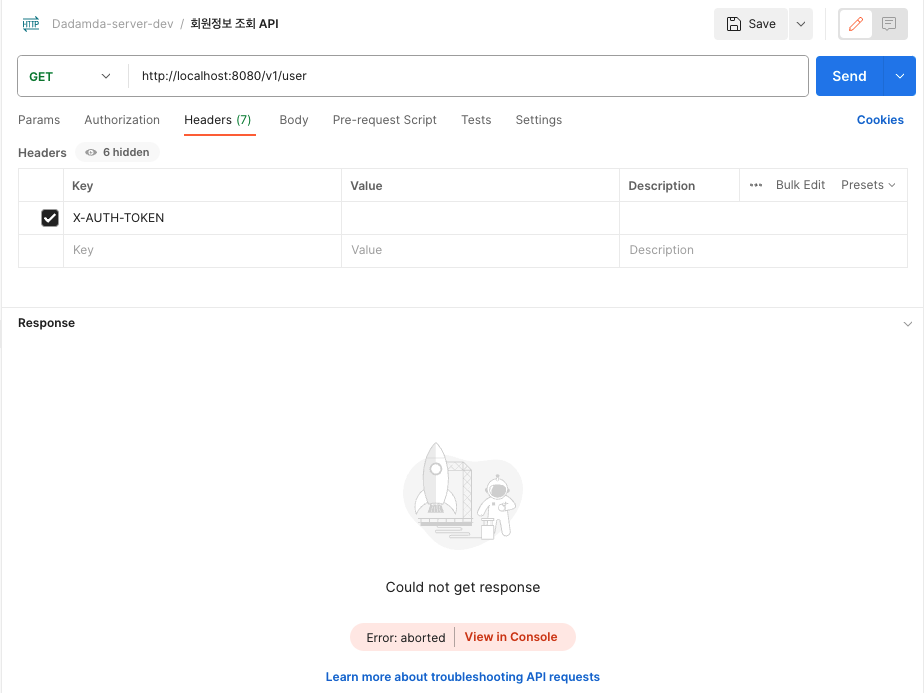 HTTP Dadamda-server-dev / 회원정보 조회 API Save
GET http://localhost:8080/v1/user Send
Params Authorization Headers (7) Body Pre-request Script Tests Settings Cookies
Headers 6 hidden
Key Value Description ••• Bulk Edit Presets
X-AUTH-TOKEN
Key Value Description
Response
Could not get response
Error: aborted View in Console
Learn more about troubleshooting API requests